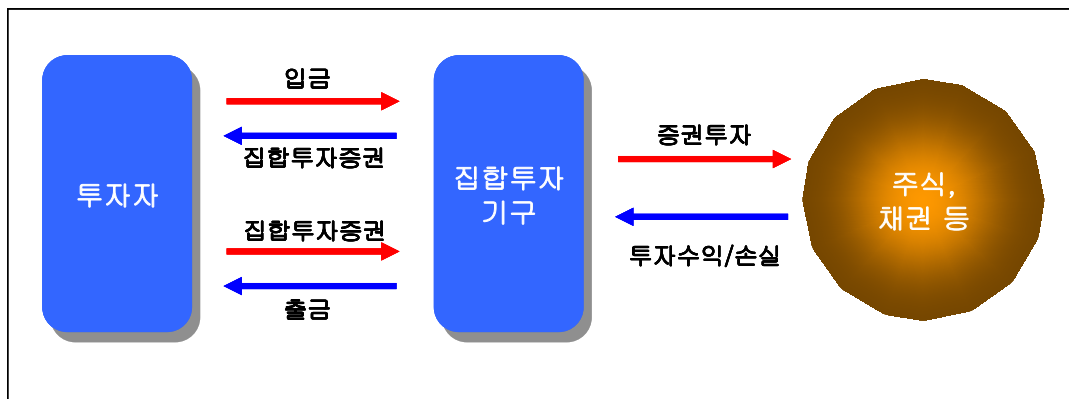 투자자
입금
집합투자증권
집합투자증권
출금
집합투자
기구
증권투자
투자수익/손실
주식,
채권 등